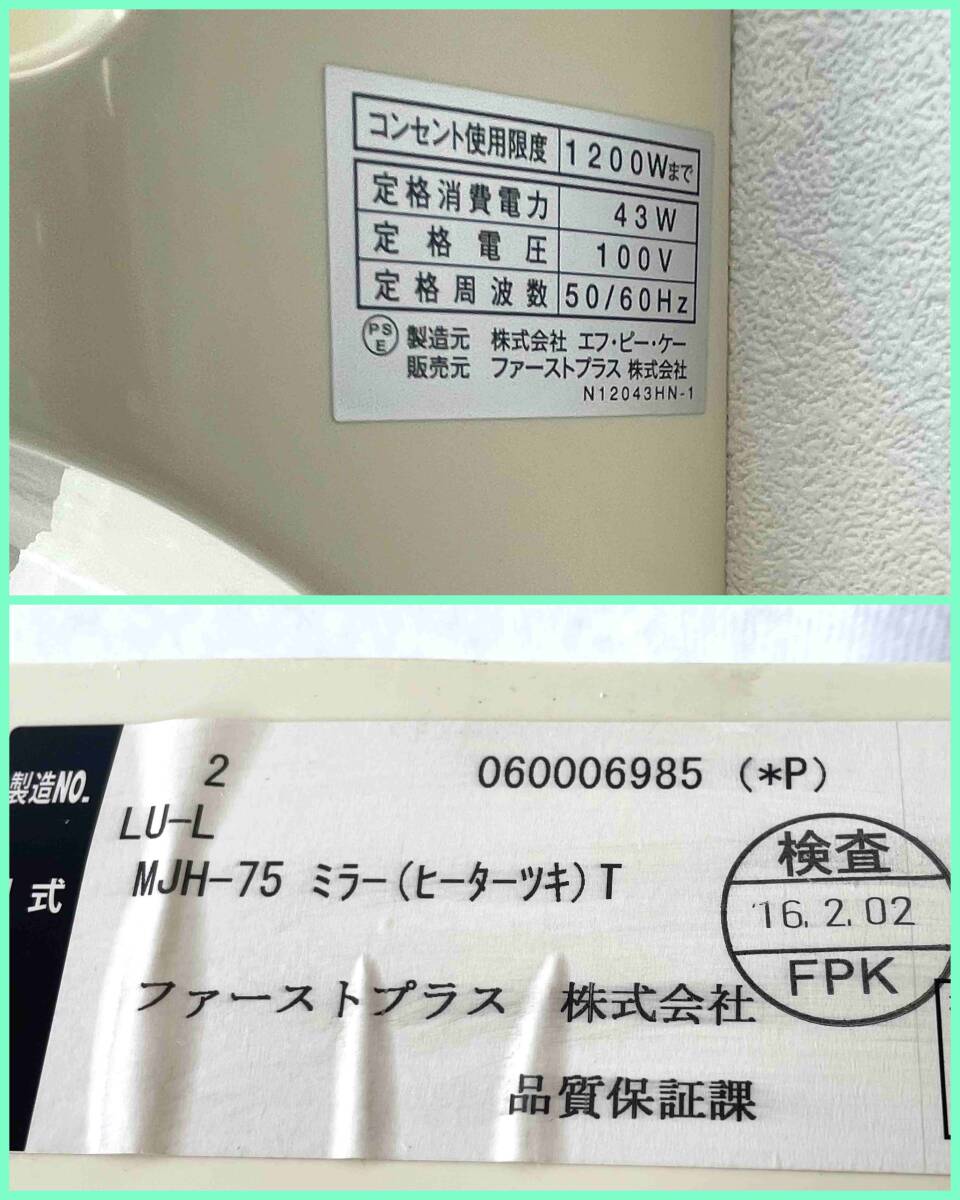 コンセント使用限度 1200Wまで
定格消費電力 43W
定格電圧 100V
定格周波数 50/60Hz
PS
E
製造元 株式会社 エフ・ピー・ケー
販売元 ファーストプラス 株式会社
N12043HN-1
製造NO. 2 060006985 (*P)
LU-L
式 MJH-75 ミラー(ヒーターツキ)T
検査
'16.2.02
FPK
ファーストプラス 株式会社
品質保証課